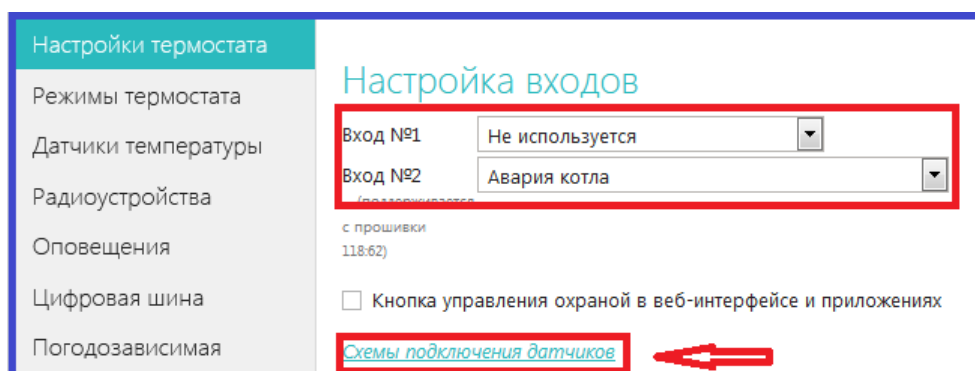 Настройки термостата
Режимы термостата
Датчики температуры
Радиоустройства
Оповещения
Цифровая шина
Погодозависимая
Настройка входов
Вход №1 Не используется
Вход №2 Авария котла
(поддерживается
с прошивки
118:62)
Кнопка управления охраной в веб-интерфейсе и приложениях
Схемы подключения датчиков